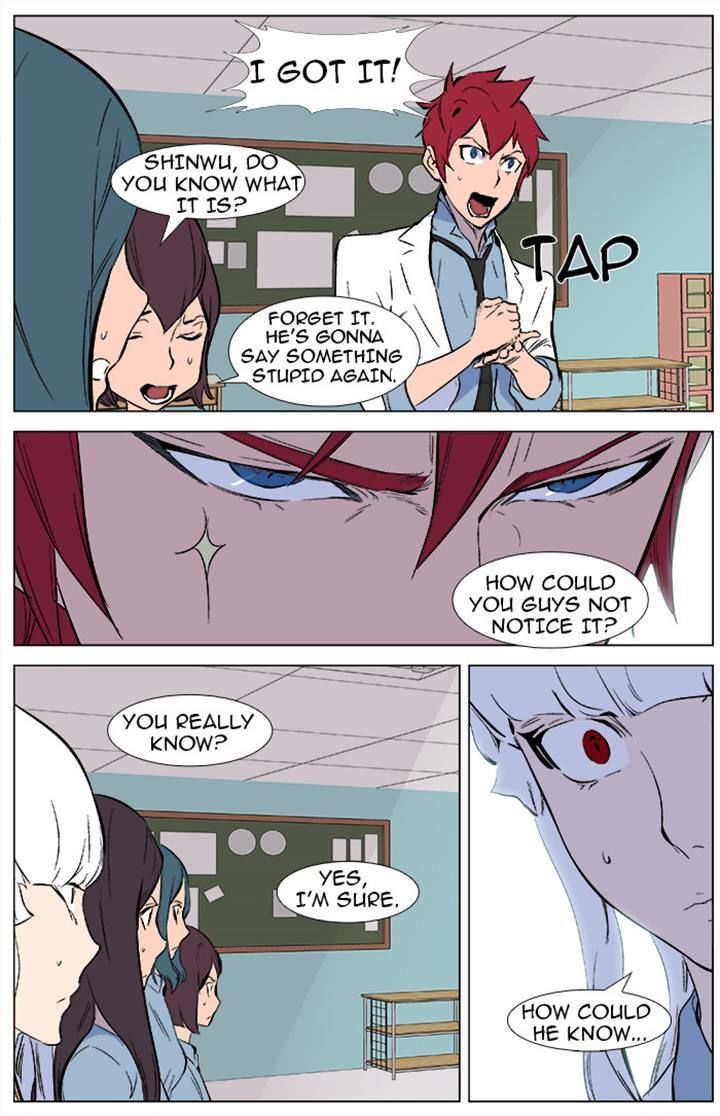 I GOT IT!
SHINWU, DO
YOU KNOW WHAT
IT IS?
TAP
FORGET IT.
HE'S GONNA
SAY SOMETHING
STUPID AGAIN.
HOW COULD
YOU GUYS NOT
NOTICE IT?
YOU REALLY
KNOW?
YES,
I'M SURE.
HOW COULD
HE KNOW...